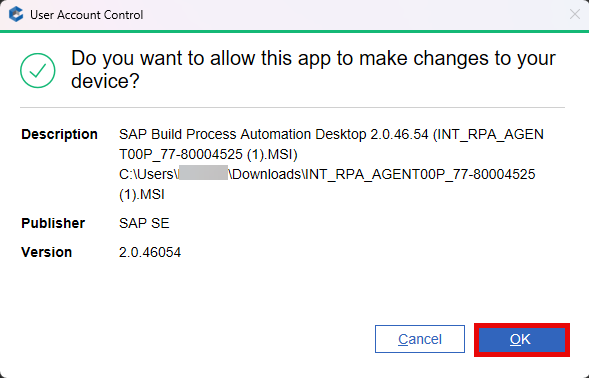 User Account Control
Do you want to allow this app to make changes to your
device?
Description SAP Build Process Automation Desktop 2.0.46.54 (INT_RPA_AGEN
T00P_77-80004525 (1).MSI)
C:\Users\ \Downloads\INT_RPA_AGENT00P_77-80004525
(1).MSI
Publisher SAP SE
Version 2.0.46054
Cancel OK